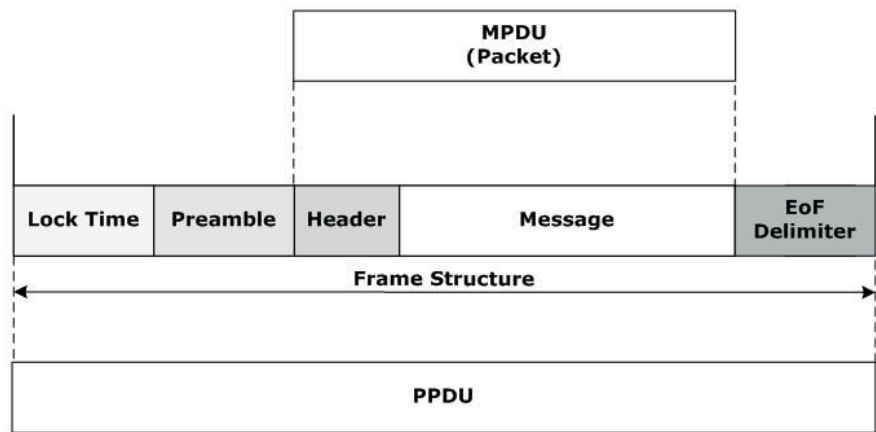 MPDU
(Packet)
Lock Time
Preamble
Header
Message
EoF
Delimiter
Frame Structure
PPDU